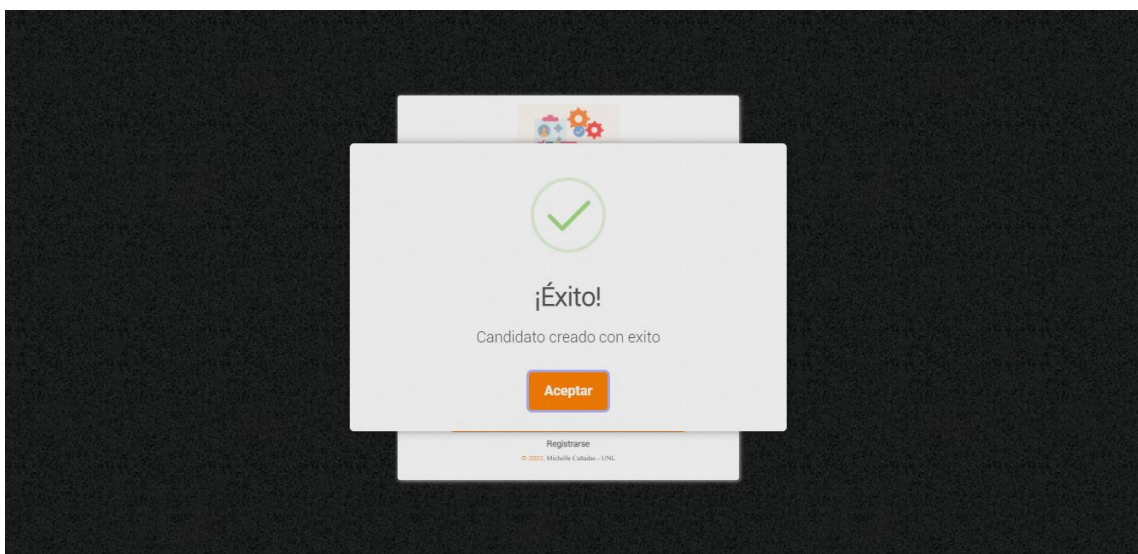 ¡Éxito!
Candidato creado con exito
Aceptar
Registrarse
© 2022, Michelle Cañadas - UNL